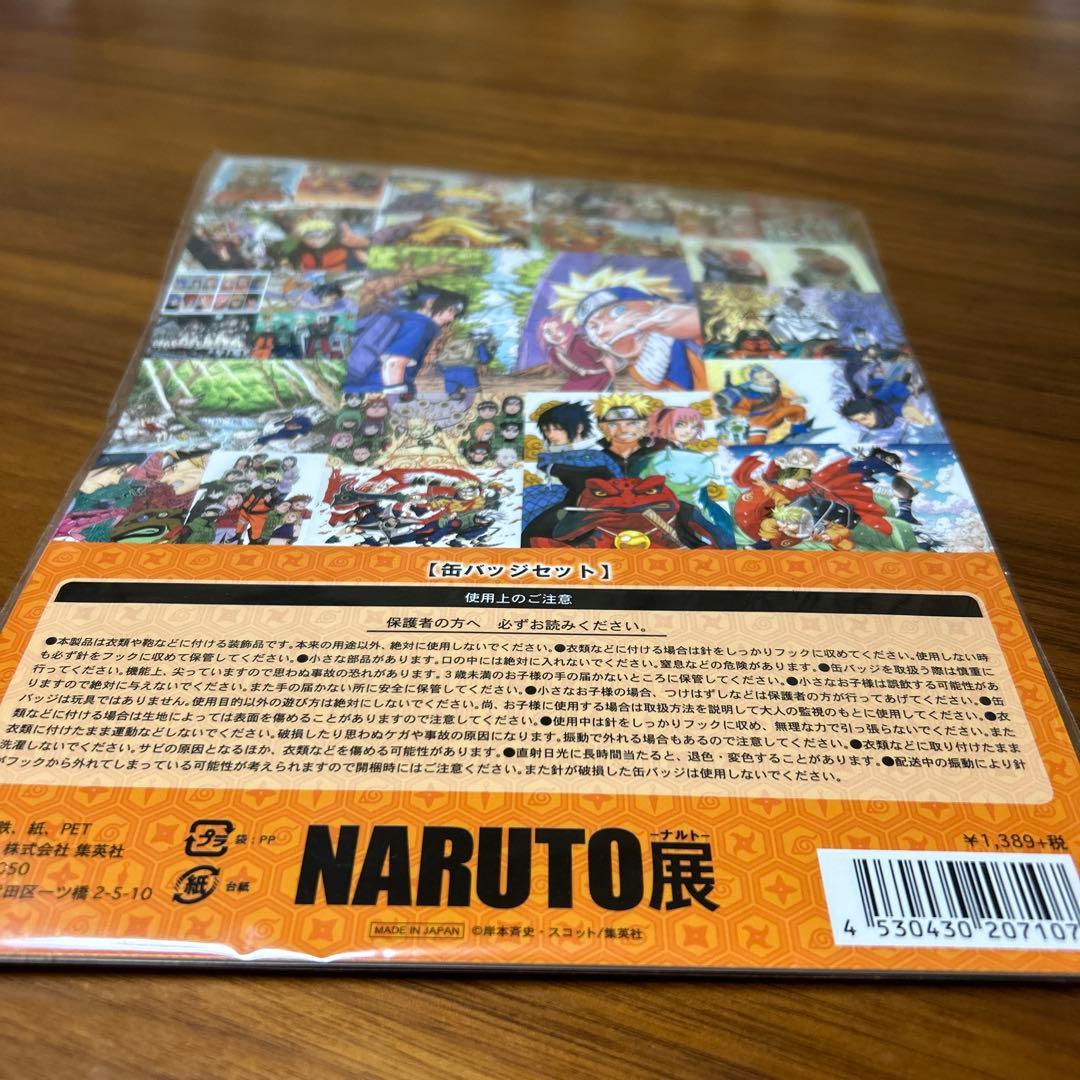 【缶バッジセット】
使用上のご注意
保護者の方へ 必ずお読みください。
●本製品は衣類や鞄などに付ける装飾品です。本来の用途以外、絶対に使用しないでください。●衣類などに付ける場合は針をしっかりフックに収めてください。使用しない時
も必ず針をフックに収めて保管してください。●小さな部品があります。口の中には絶対に入れないでください。窒息などの危険があります。●缶バッジを取扱う際は慎重に
行ってください。機能上、尖っていますので思わぬ事故の恐れがあります。3歳未満のお子様の手の届かないところに保管してください。●小さなお子様は誤飲する可能性があ
りますので絶対に与えないでください。また手の届かない所に安全に保管してください。●小さなお子様の場合、つけはずしなどは保護者の方が行ってあげてください。●缶
バッジは玩具ではありません。使用目的以外の遊び方は絶対にしないでください。尚、お子様に使用する場合は取扱方法を説明して大人の監視のもとに使用してください。●衣
類などに付ける場合は生地によっては表面を傷めることがありますので注意してください。●使用中は針をしっかりフックに収め、無理な力で引っ張らないでください。また
衣類に付けたまま運動などしないでください。破損したり思わぬケガや事故の原因になります。振動で外れる場合もあるので注意してください。●衣類などに取り付けたまま
洗濯しないでください。サビの原因となるほか、衣類などを傷める可能性があります。●直射日光に長時間当たると、退色・変色することがあります。●配送中の振動により針
がフックから外れてしまっている可能性が考えられますので開梱時にはご注意ください。また針が破損した缶バッジは使用しないでください。
鉄、紙、PET
株式会社 集英社
050
田区一ツ橋 2-5-10
プラ 袋:PP
紙 台紙
NARUTO展
-ナルト-
MADE IN JAPAN ©岸本斉史・スコット/集英社
¥1,389+税
4 530430 207107